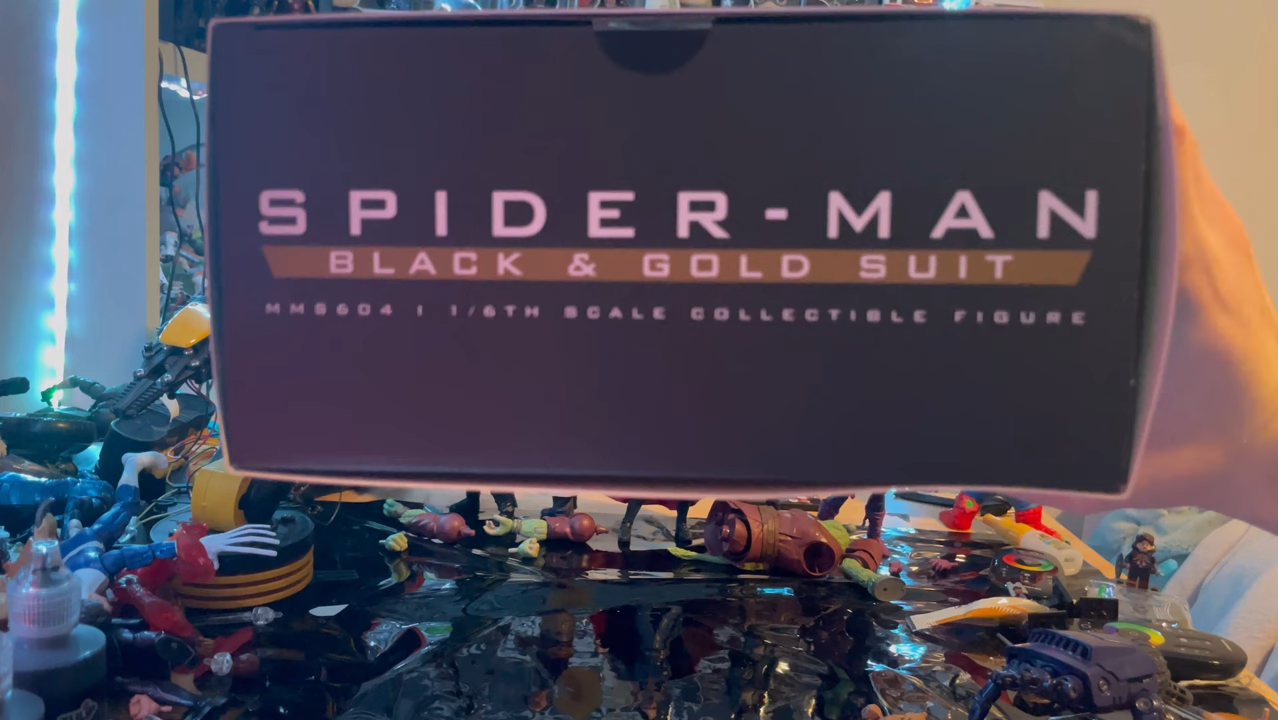 SPIDER-MAN
BLACK & GOLD SUIT
MMS604 | 1/6TH SCALE COLLECTIBLE FIGURE